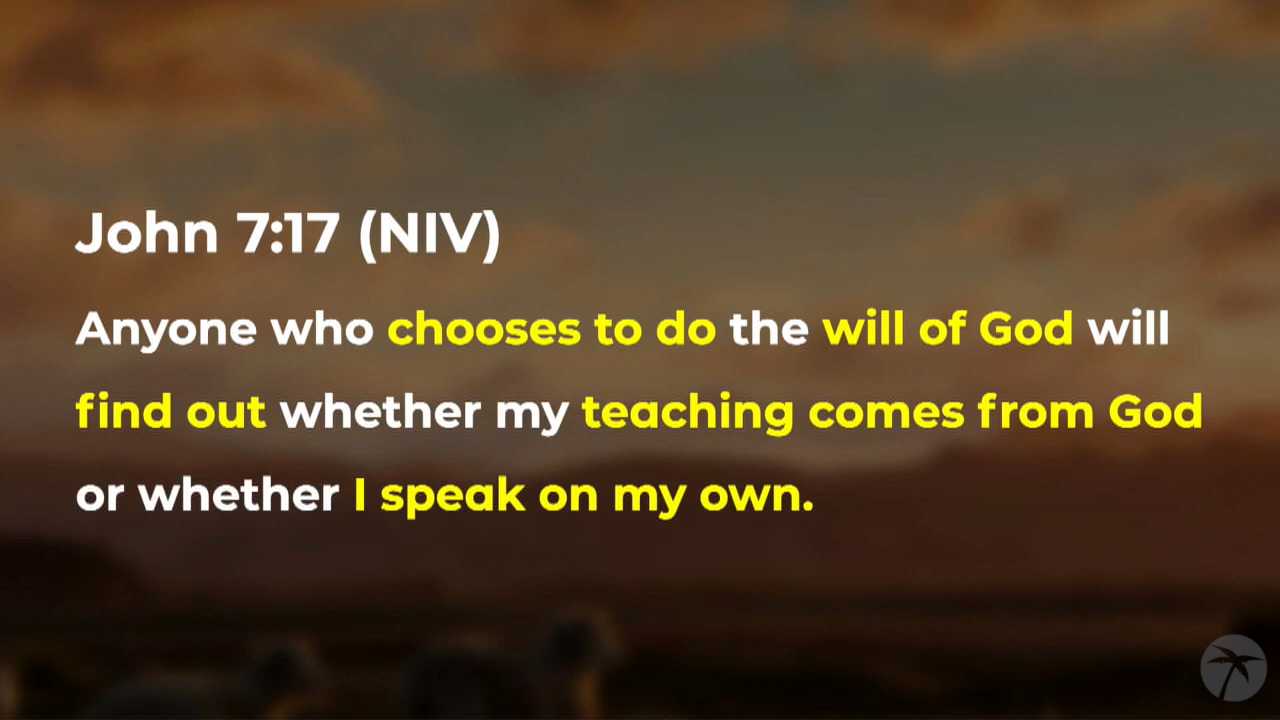 John 7:17 (NIV)
Anyone who chooses to do the will of God will
find out whether my teaching comes from God
or whether I speak on my own.